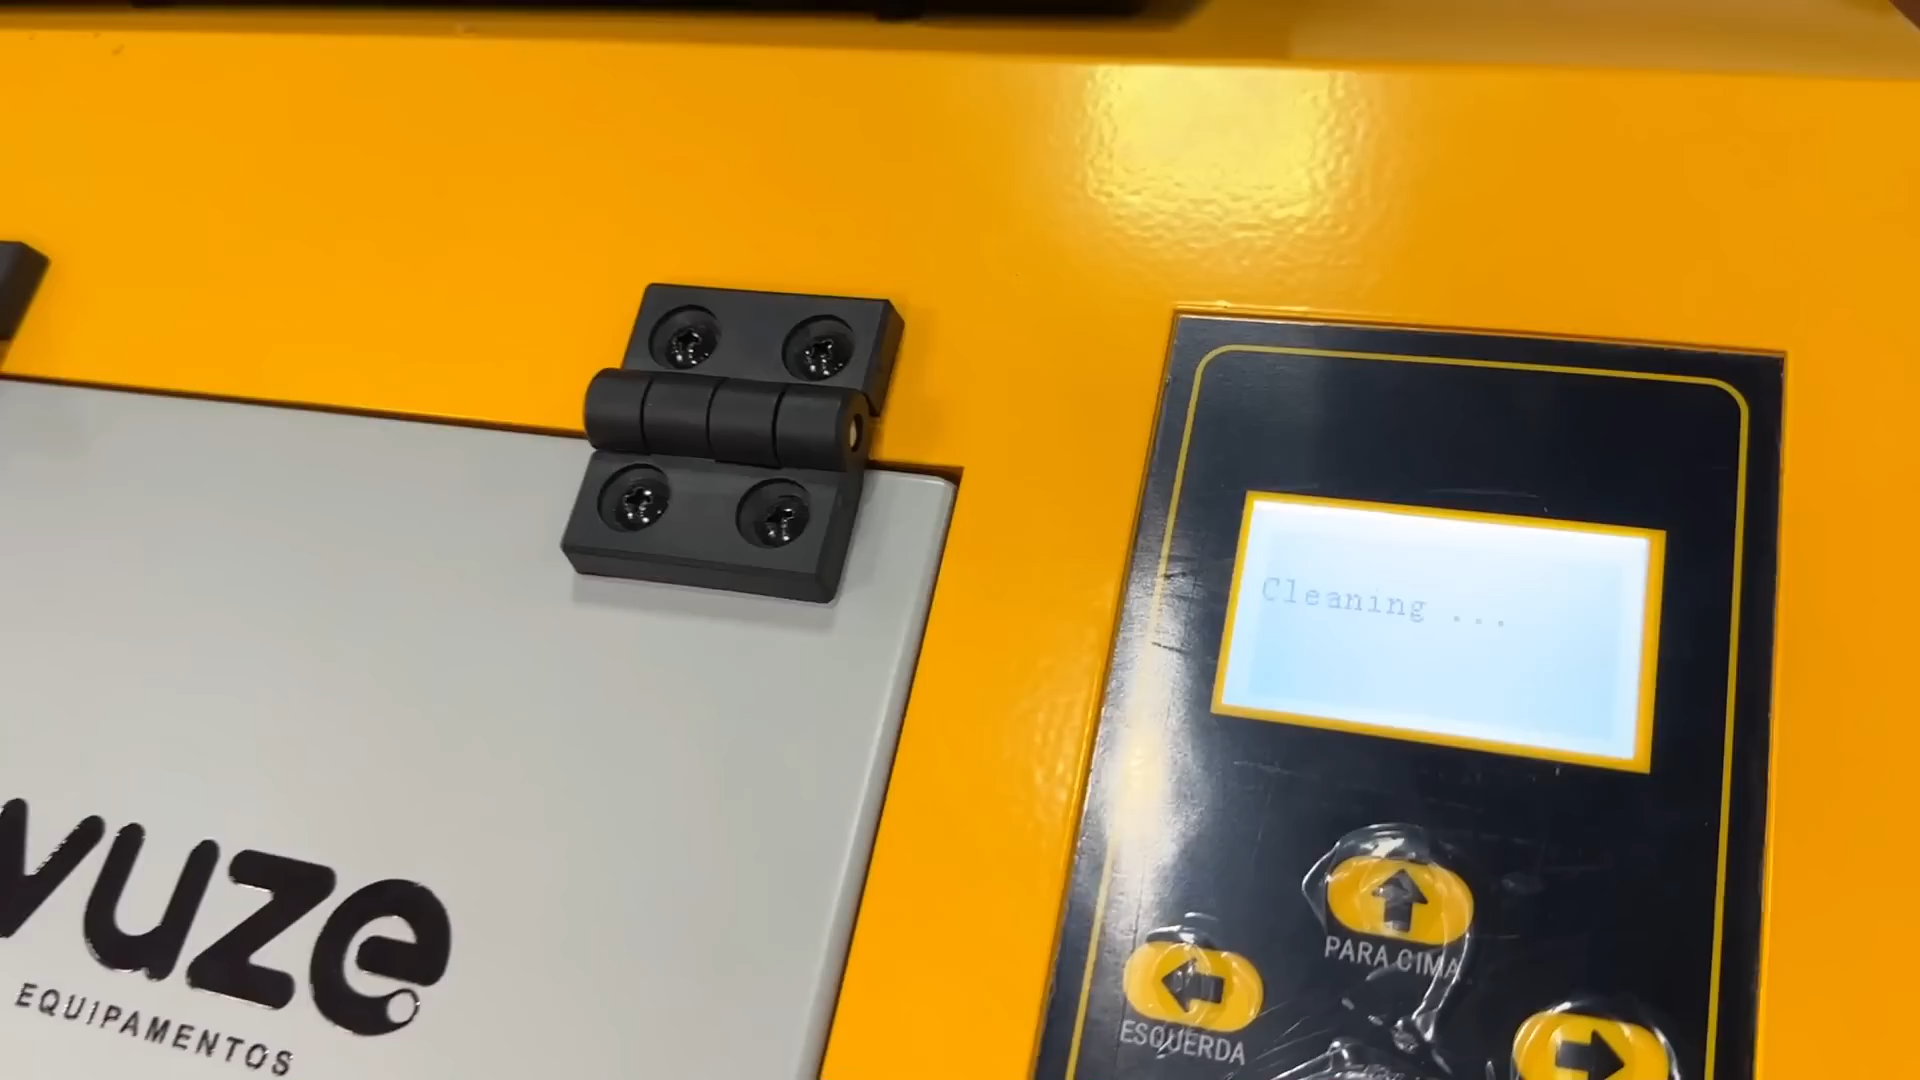 Cleaning ...
vuze
EQUIPAMENTOS
PARA CIMA
ESQUERDA